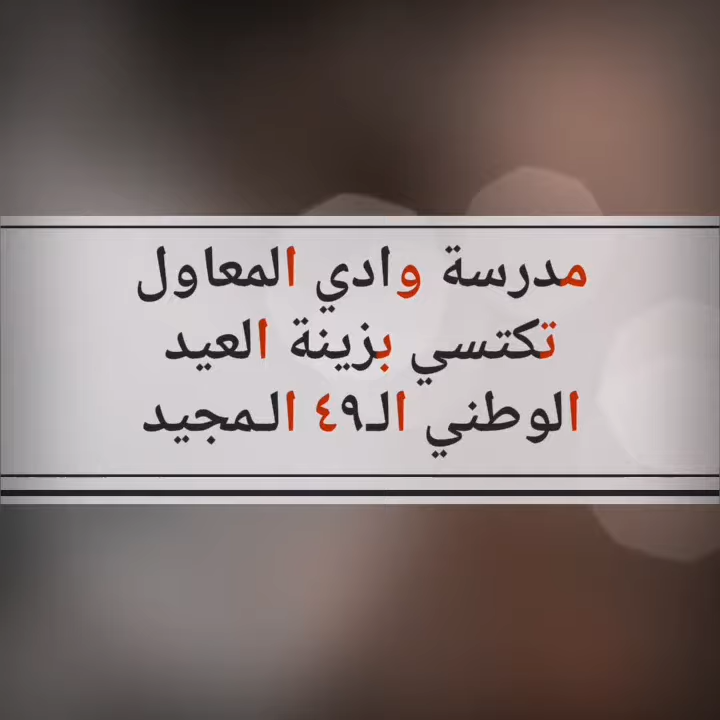 مدرسة وادي المعاول
تكتسي بزينة العيد
الوطني الـ٤٩ المجيد